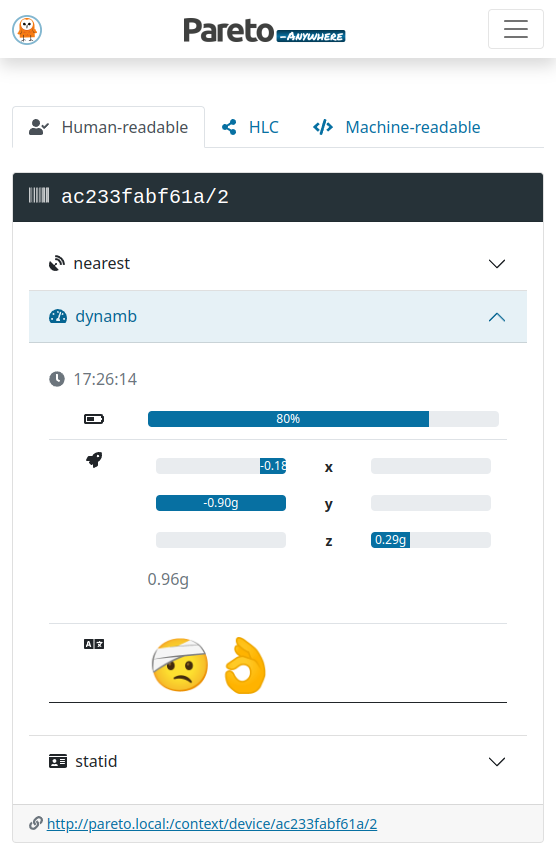 Pareto -ANYWHERE
Human-readable HLC Machine-readable
ac233fabf61a/2
nearest
dynamb
17:26:14
80%
-0.18 x
-0.90g y
z 0.29g
0.96g
statid
http://pareto.local:/context/device/ac233fabf61a/2